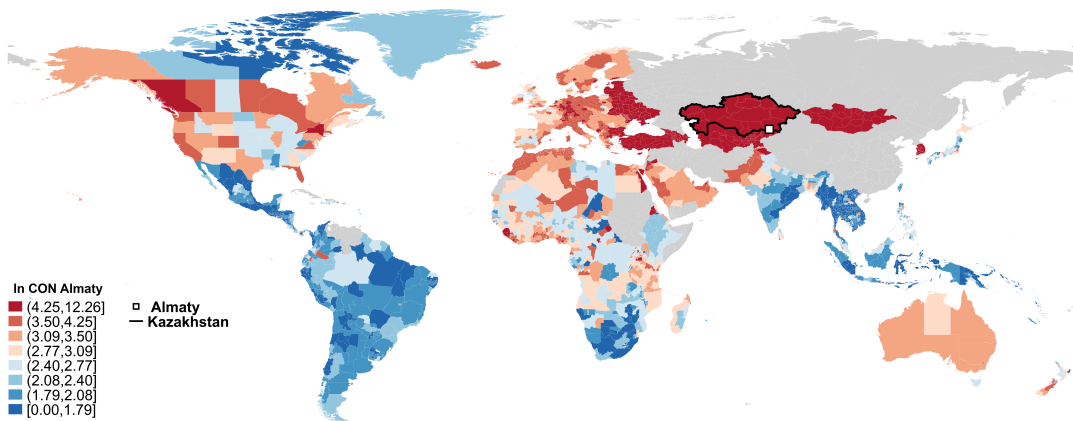 ln CON Almaty
(4.25,12.26]
(3.50,4.25]
(3.09,3.50]
(2.77,3.09]
(2.40,2.77]
(2.08,2.40]
(1.79,2.08]
[0.00,1.79]
Almaty
Kazakhstan